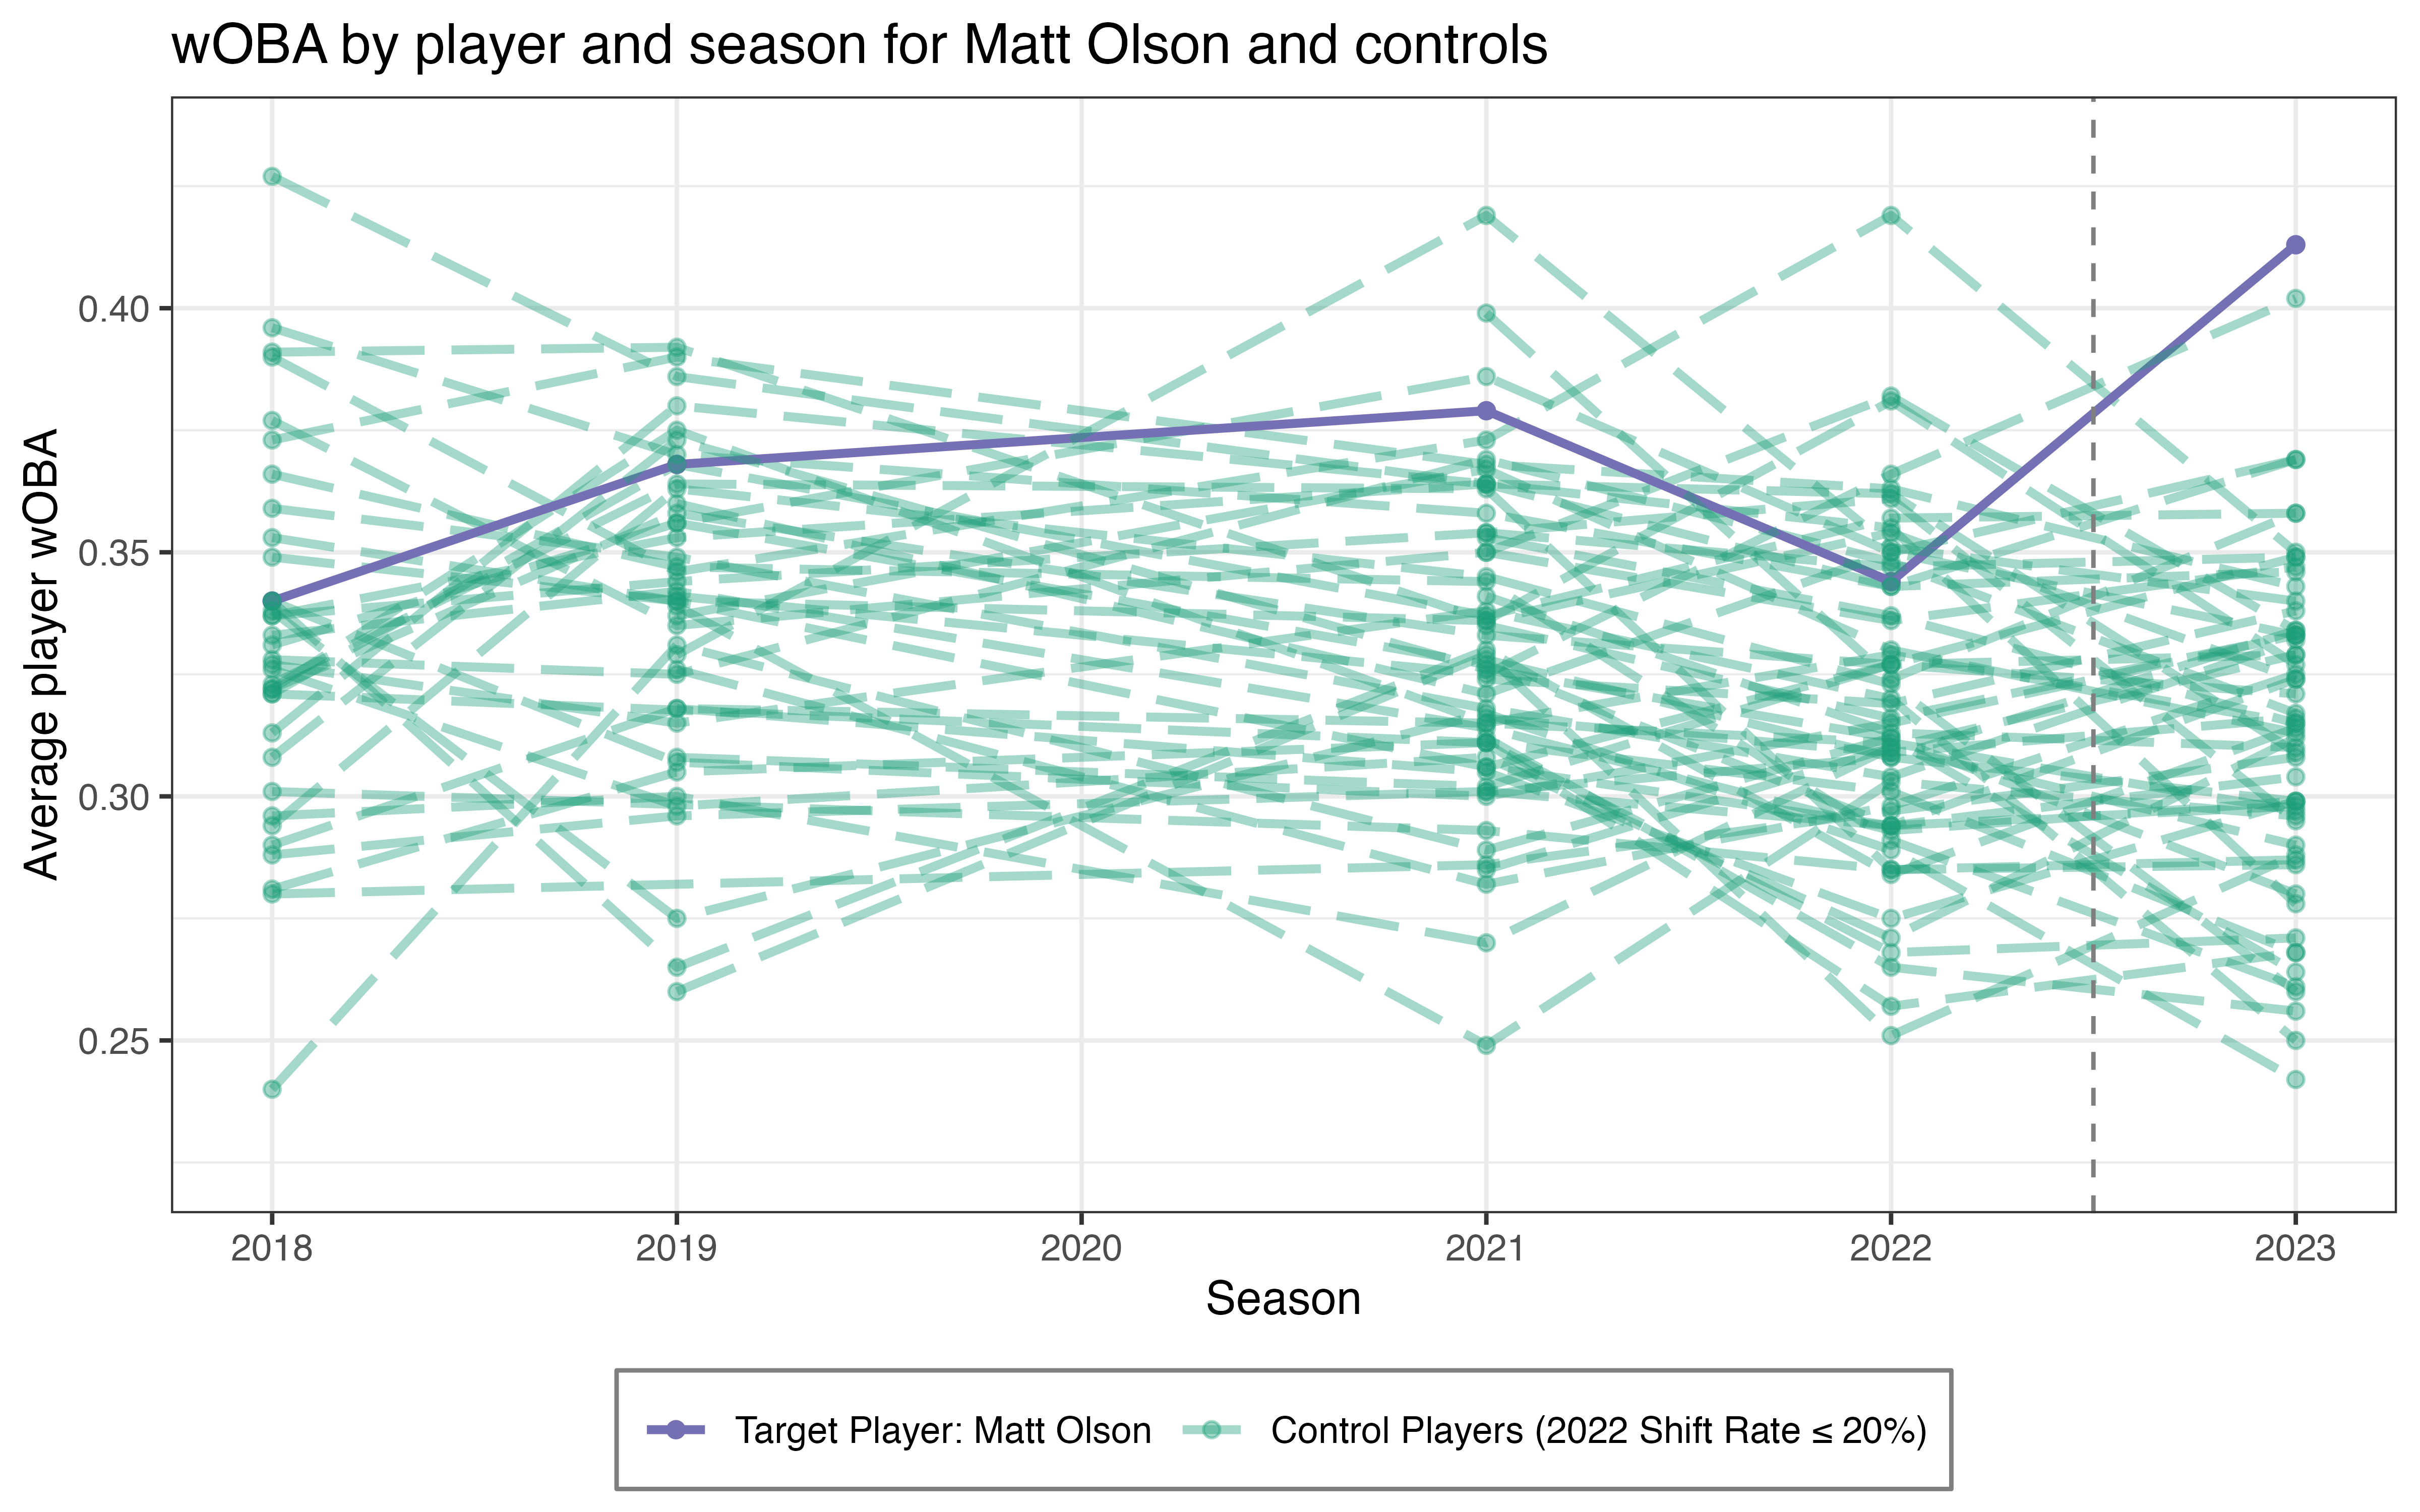 wOBA by player and season for Matt Olson and controls
Average player wOBA
0.40
0.35
0.30
0.25
2018 2019 2020 2021 2022 2023
Season
Target Player: Matt Olson Control Players (2022 Shift Rate ≤ 20%)